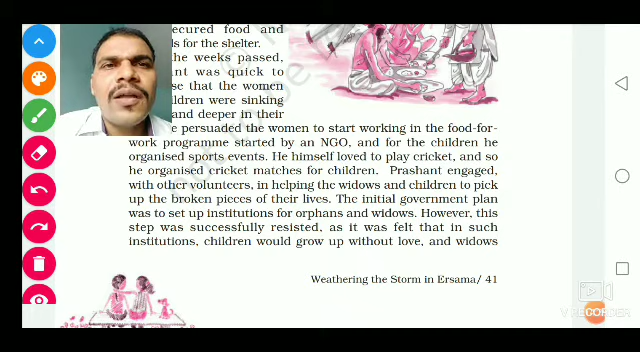 ecured food and
ls for the shelter.
he weeks passed,
nt was quick to
se that the women
ldren were sinking
and deeper in their
e persuaded the women to start working in the food-for-
work programme started by an NGO, and for the children he
organised sports events. He himself loved to play cricket, and so
he organised cricket matches for children. Prashant engaged,
with other volunteers, in helping the widows and children to pick
up the broken pieces of their lives. The initial government plan
was to set up institutions for orphans and widows. However, this
step was successfully resisted, as it was felt that in such
institutions, children would grow up without love, and widows
Weathering the Storm in Ersama/ 41
V RECORDER